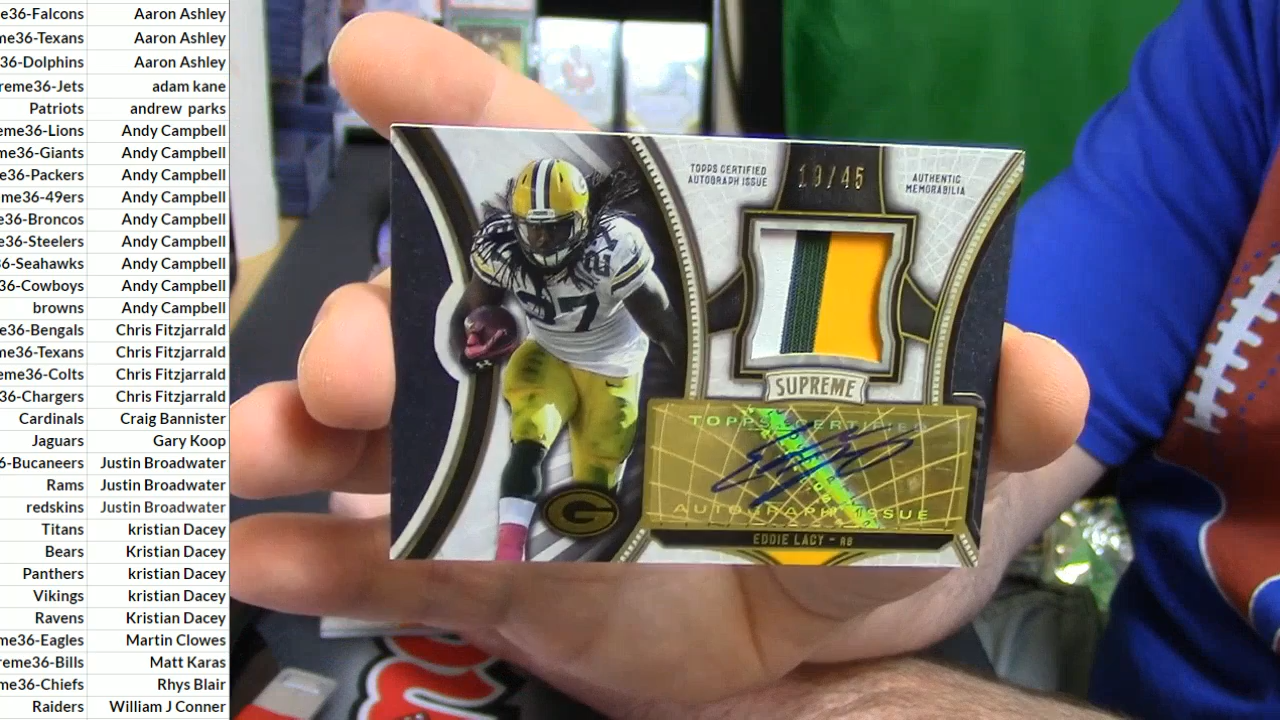 e36-Falcons Aaron Ashley
me36-Texans Aaron Ashley
36-Dolphins Aaron Ashley
reme36-Jets adam kane
Patriots andrew parks
eme36-Lions Andy Campbell
me36-Giants Andy Campbell
e36-Packers Andy Campbell
me36-49ers Andy Campbell
e36-Broncos Andy Campbell
e36-Steelers Andy Campbell
36-Seahawks Andy Campbell
36-Cowboys Andy Campbell
browns Andy Campbell
e36-Bengals Chris Fitzjarrald
me36-Texans Chris Fitzjarrald
eme36-Colts Chris Fitzjarrald
36-Chargers Chris Fitzjarrald
Cardinals Craig Bannister
Jaguars Gary Koop
6-Bucaneers Justin Broadwater
Rams Justin Broadwater
redskins Justin Broadwater
Titans kristian Dacey
Bears Kristian Dacey
Panthers kristian Dacey
Vikings kristian Dacey
Ravens Kristian Dacey
me36-Eagles Martin Clowes
reme36-Bills Matt Karas
me36-Chiefs Rhys Blair
Raiders William J Conner
TOPPS CERTIFIED
AUTOGRAPH ISSUE
19/45
AUTHENTIC
MEMORABILIA
27
27
G
SUPREME
TOPPS CERTIFIED
AUTOGRAPH ISSUE
EDDIE LACY - RB